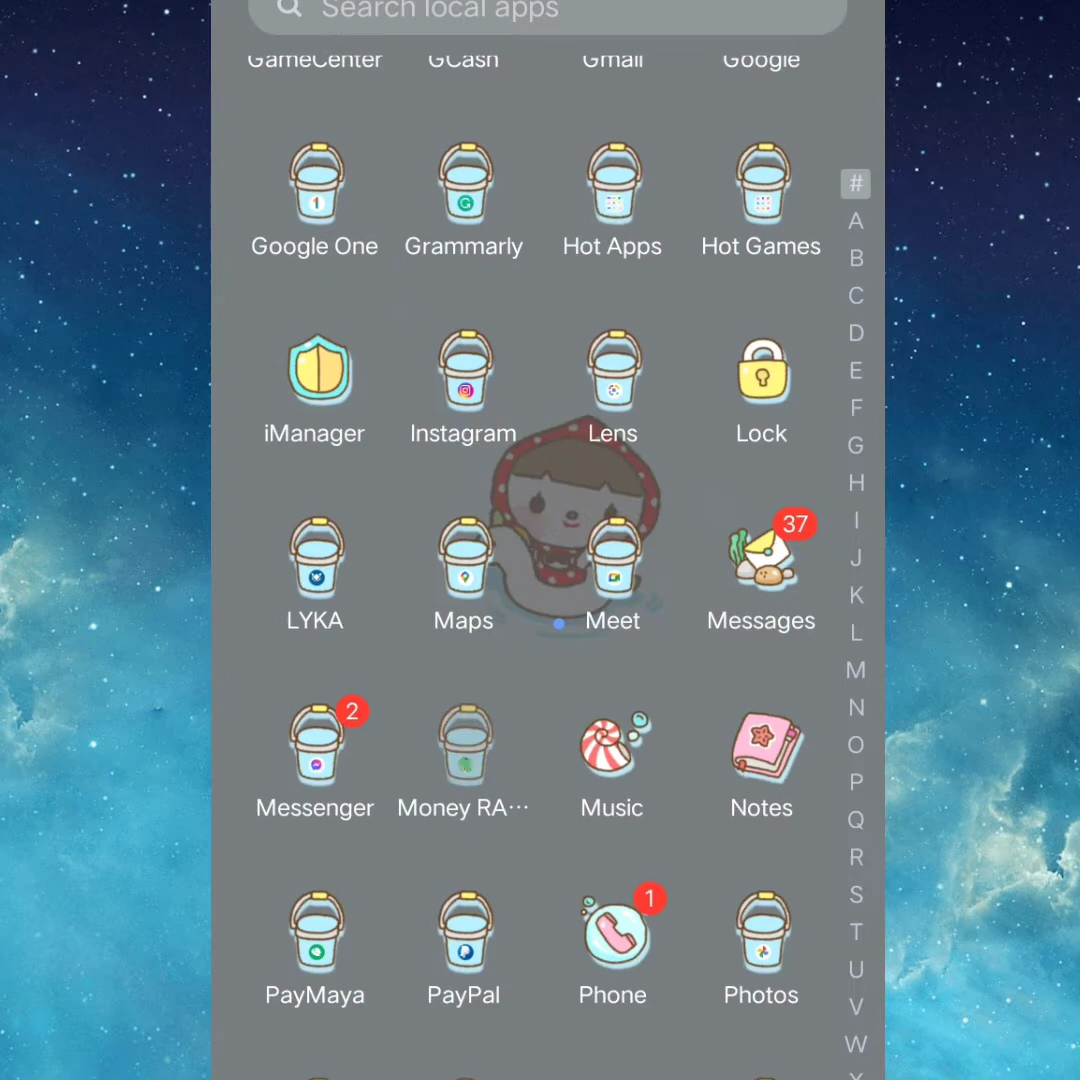 Search local apps
GameCenter GCash Gmail Google
#
A
Google One Grammarly Hot Apps Hot Games
B
C
D
E
F
iManager Instagram Lens Lock
G
H
37
I
J
K
LYKA Maps Meet Messages
L
M
2
N
O
P
Money RA···
Messenger Music Notes
Q
R
1
S
T
U
PayMaya PayPal Phone Photos
V
W
X